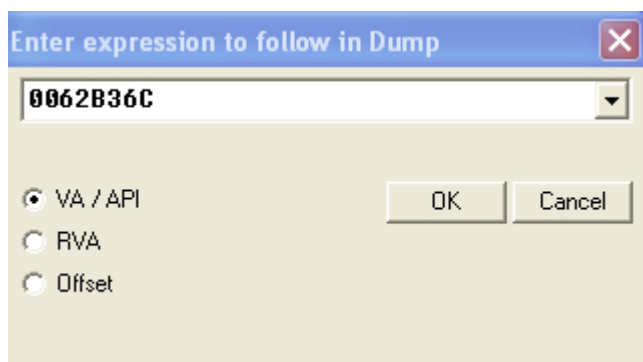 Enter expression to follow in Dump
0062B36C
VA / API
OK
Cancel
RVA
Offset